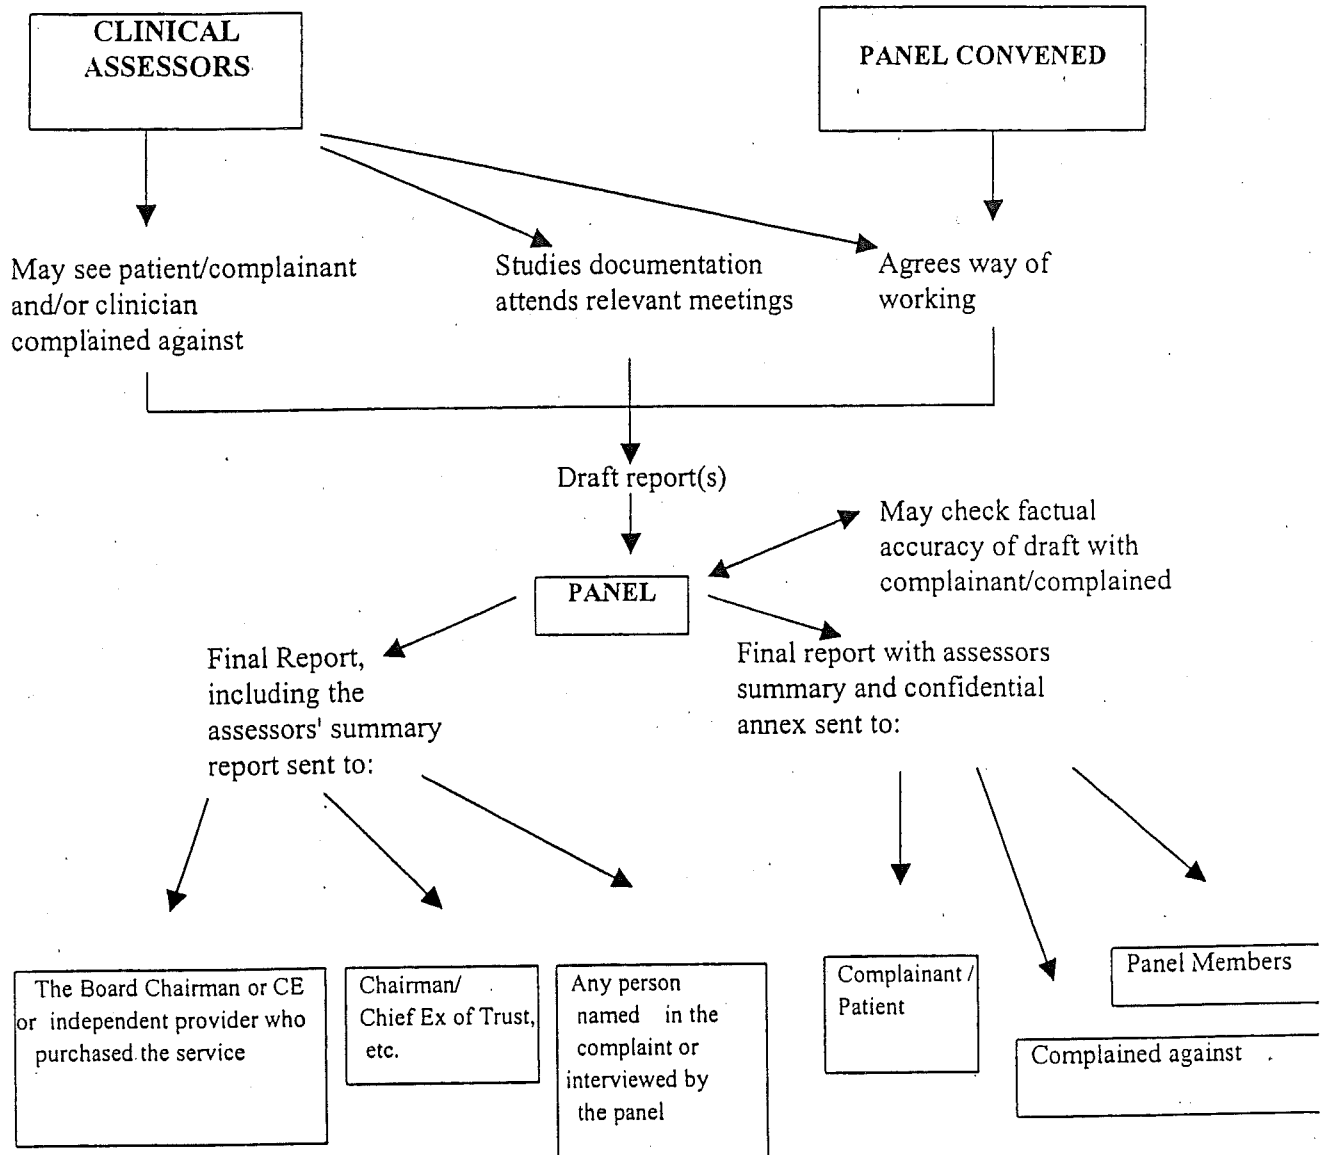 CLINICAL
ASSESSORS
PANEL CONVENED
May see patient/complainant
and/or clinician
complained against
Studies documentation
attends relevant meetings
Agrees way of
working
Draft report(s)
May check factual
accuracy of draft with
complainant/complained
PANEL
Final Report,
including the
assessors' summary
report sent to:
Final report with assessors
summary and confidential
annex sent to:
The Board Chairman or CE
or independent provider who
purchased the service
Chairman/
Chief Ex of Trust,
etc.
Any person
named in the
complaint or
interviewed by
the panel
Complainant /
Patient
Panel Members
Complained against